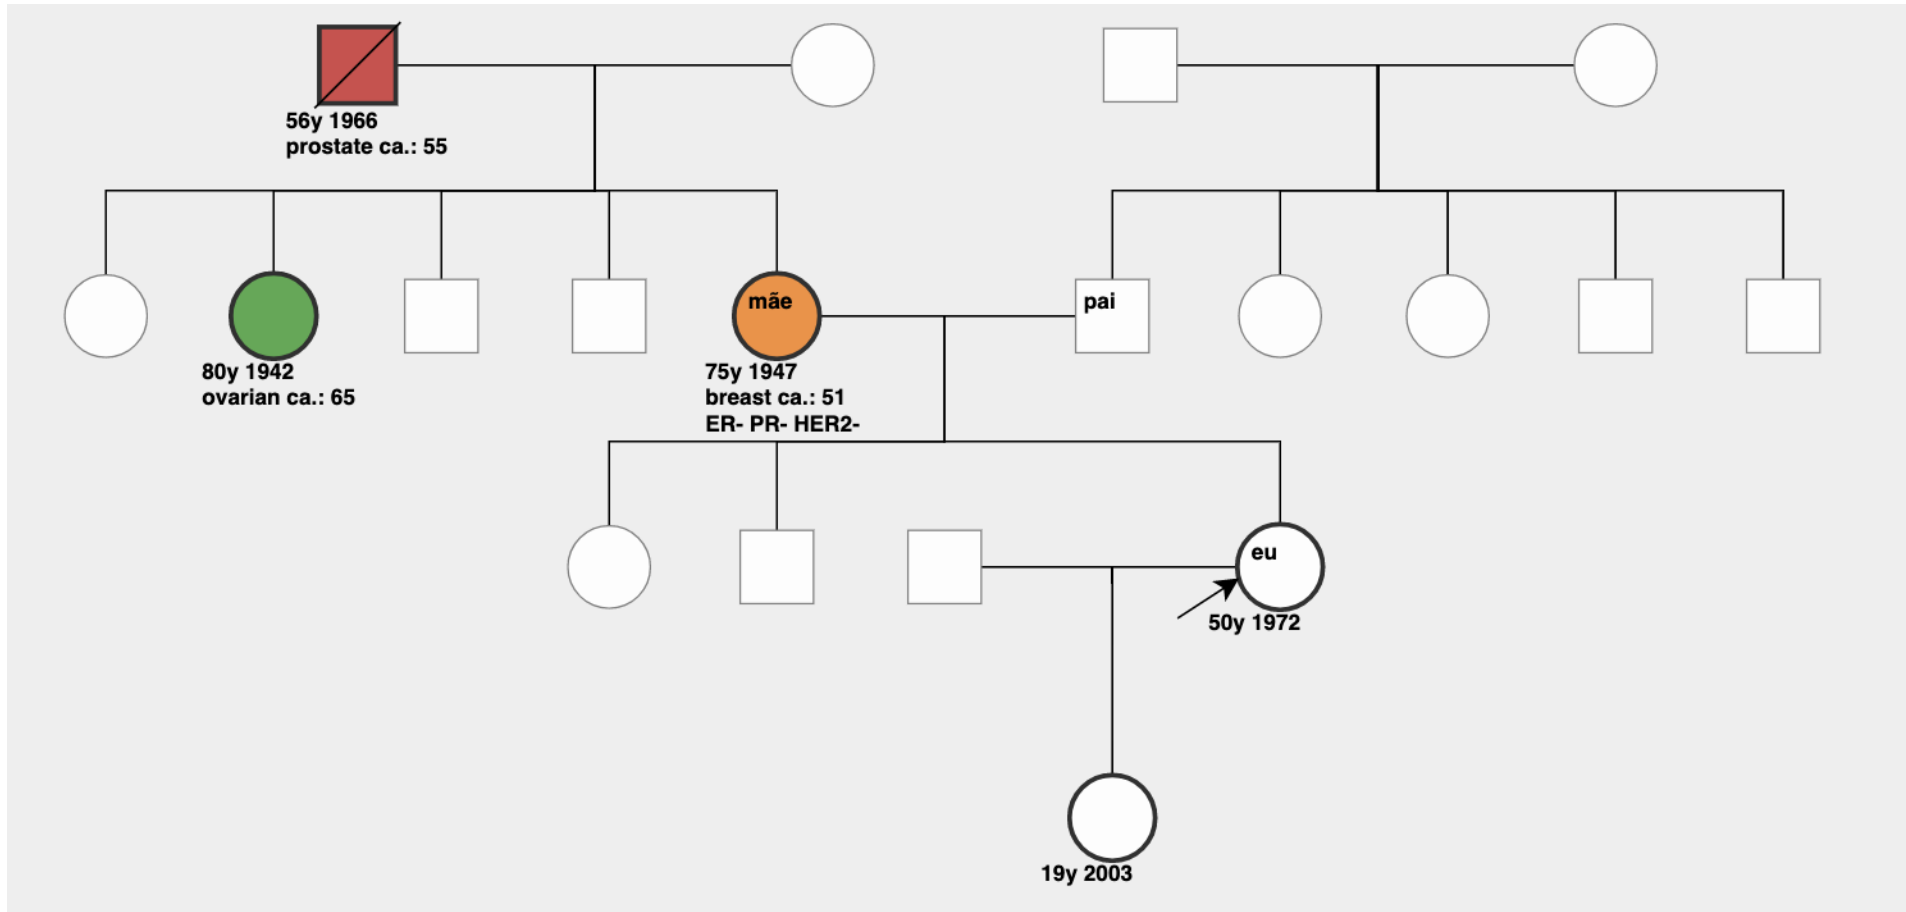 56y 1966
prostate ca.: 55
mãe
pai
80y 1942
ovarian ca.: 65
75y 1947
breast ca.: 51
ER- PR- HER2-
eu
50y 1972
19y 2003